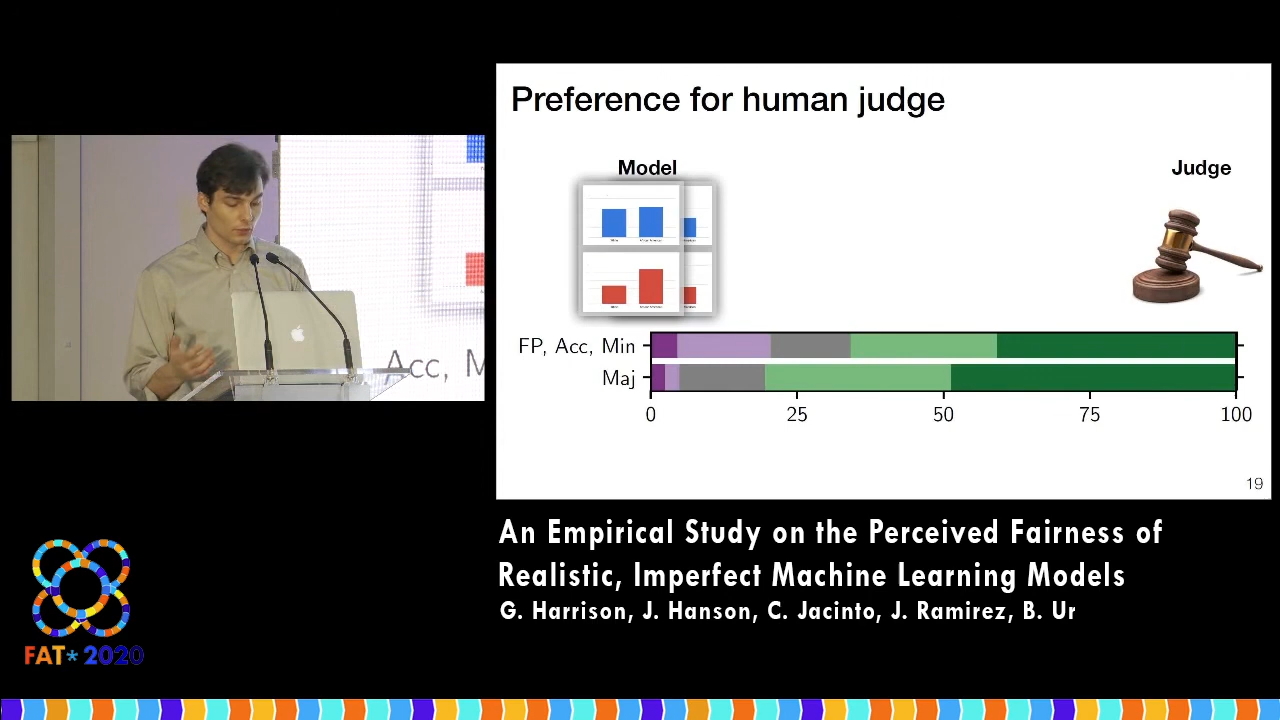 Preference for human judge
Model
Judge
FP, Acc, Min
Maj
0 25 50 75 100
19
Acc, M
An Empirical Study on the Perceived Fairness of
Realistic, Imperfect Machine Learning Models
G. Harrison, J. Hanson, C. Jacinto, J. Ramirez, B. Ur
FAT* 2020